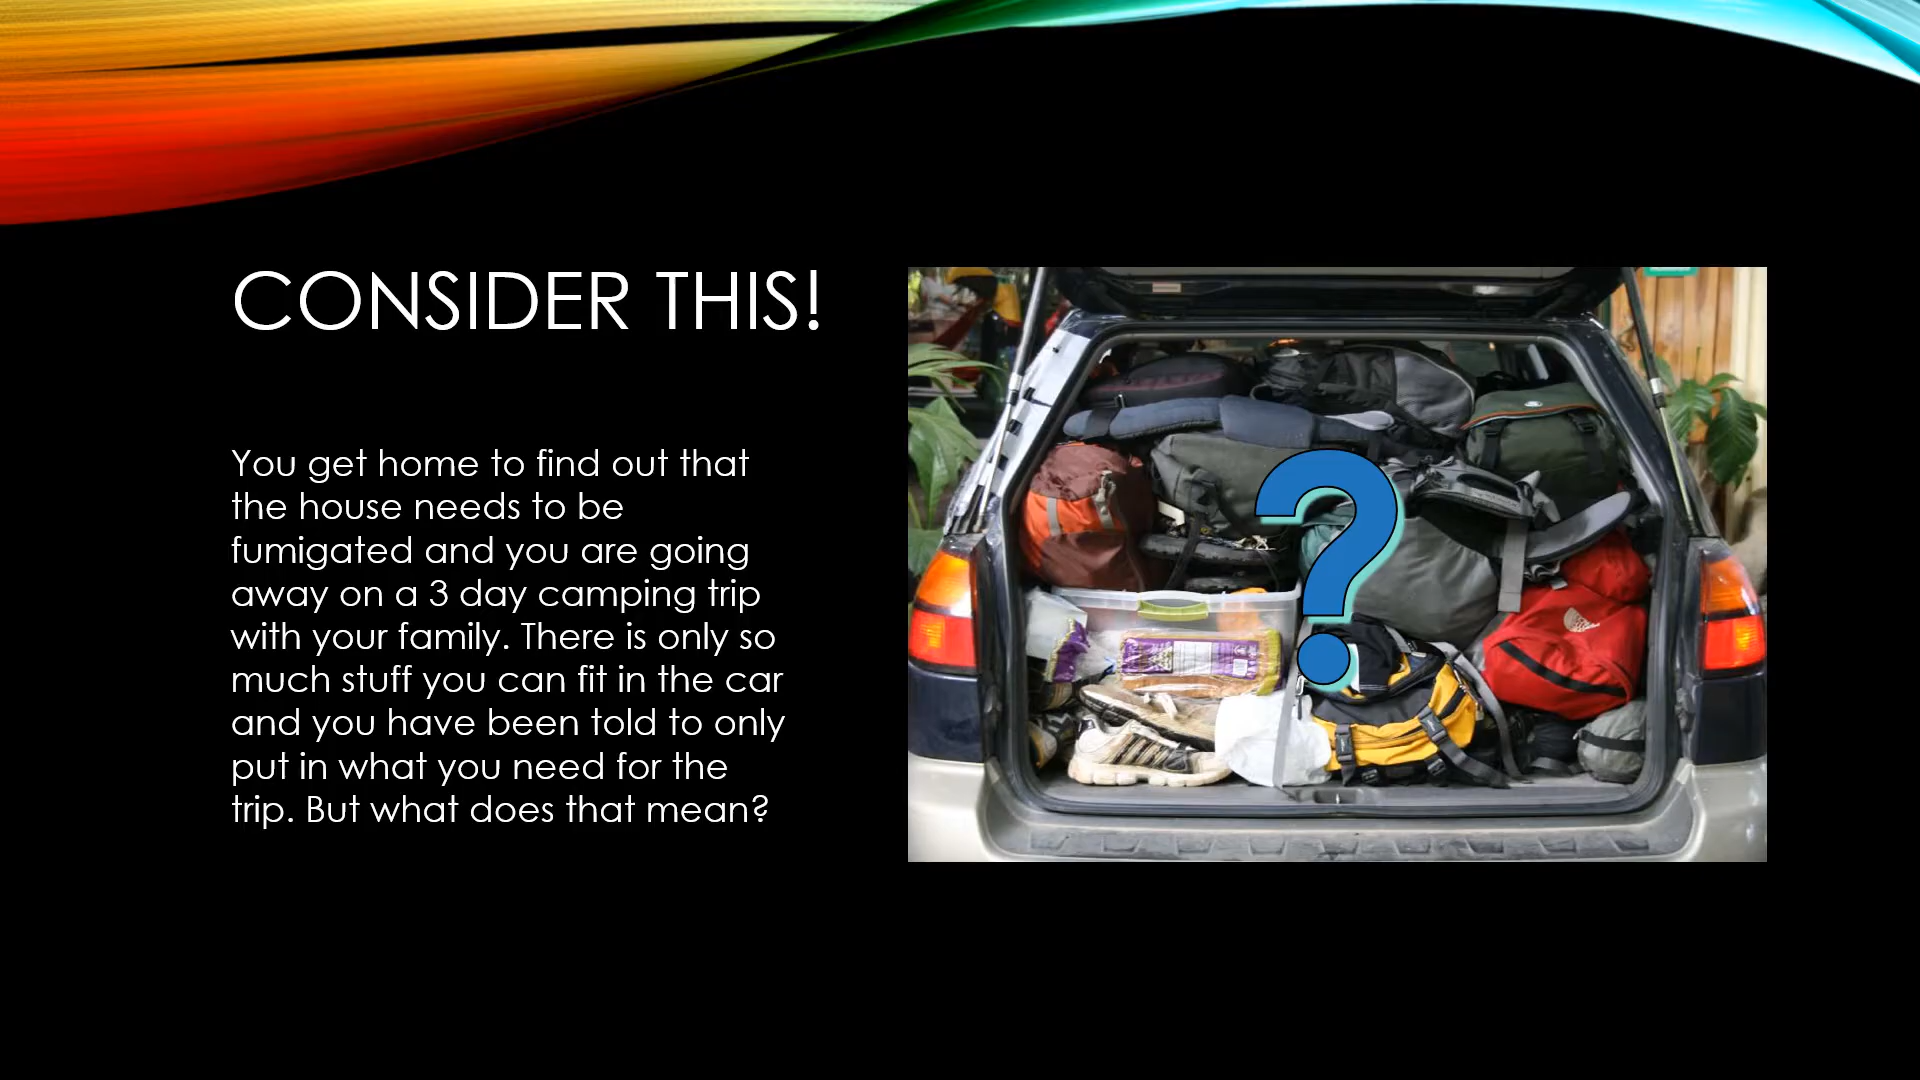 CONSIDER THIS!
You get home to find out that
the house needs to be
fumigated and you are going
away on a 3 day camping trip
with your family. There is only so
much stuff you can fit in the car
and you have been told to only
put in what you need for the
trip. But what does that mean?
?